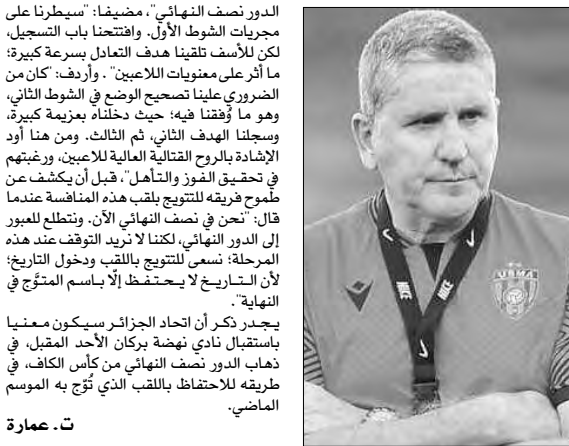 الدور نصف النهائي"، مضيفا: "سيطرنا على
مجريات الشوط الأول. وافتتحنا باب التسجيل،
لكن للأسف تلقينا هدف التعادل بسرعة كبيرة؛
ما أثر على معنويات اللاعبين" . وأردف: "كان من
الضروري علينا تصحيح الوضع في الشوط الثاني،
وهو ما وُفقنا فيه؛ حيث دخلناه بعزيمة كبيرة،
وسجلنا الهدف الثاني، ثم الثالث. ومن هنا أود
الإشادة بالروح القتالية العالية للاعبين، ورغبتهم
في تحقيق الفوز والتأهل"، قبل أن يكشف عن
طموح فريقه للتتويج بلقب هذه المنافسة عندما
قال: "نحن في نصف النهائي الآن. ونتطلع للعبور
إلى الدور النهائي، لكننا لا نريد التوقف عند هذه
المرحلة؛ نسعى للتتويج باللقب ودخول التاريخ؛
لأن التاريخ لا يحتفظ إلّا باسم المتوَّج في
النهاية".
يجدر ذكر أن اتحاد الجزائر سيكون معنيا
باستقبال نادي نهضة بركان الأحد المقبل، في
ذهاب الدور نصف النهائي من كأس الكاف، في
طريقه للاحتفاظ باللقب الذي تُوّج به الموسم
الماضي.
ت. عمارة
NIKE
NIKE
USMA